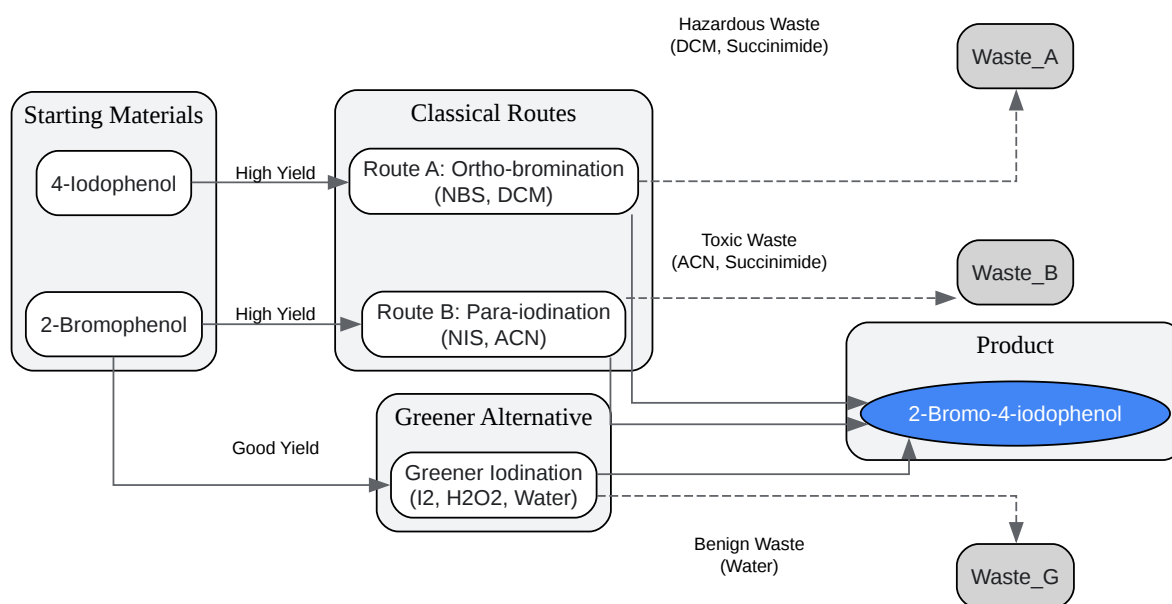 Hazardous Waste
(DCM, Succinimide)
Waste_A
Starting Materials
Classical Routes
4-Iodophenol
High Yield
Route A: Ortho-bromination
(NBS, DCM)
Toxic Waste
(ACN, Succinimide)
Waste_B
2-Bromophenol
High Yield
Route B: Para-iodination
(NIS, ACN)
Product
2-Bromo-4-iodophenol
Greener Alternative
Good Yield
Greener Iodination
(I2, H2O2, Water)
Benign Waste
(Water)
Waste_G